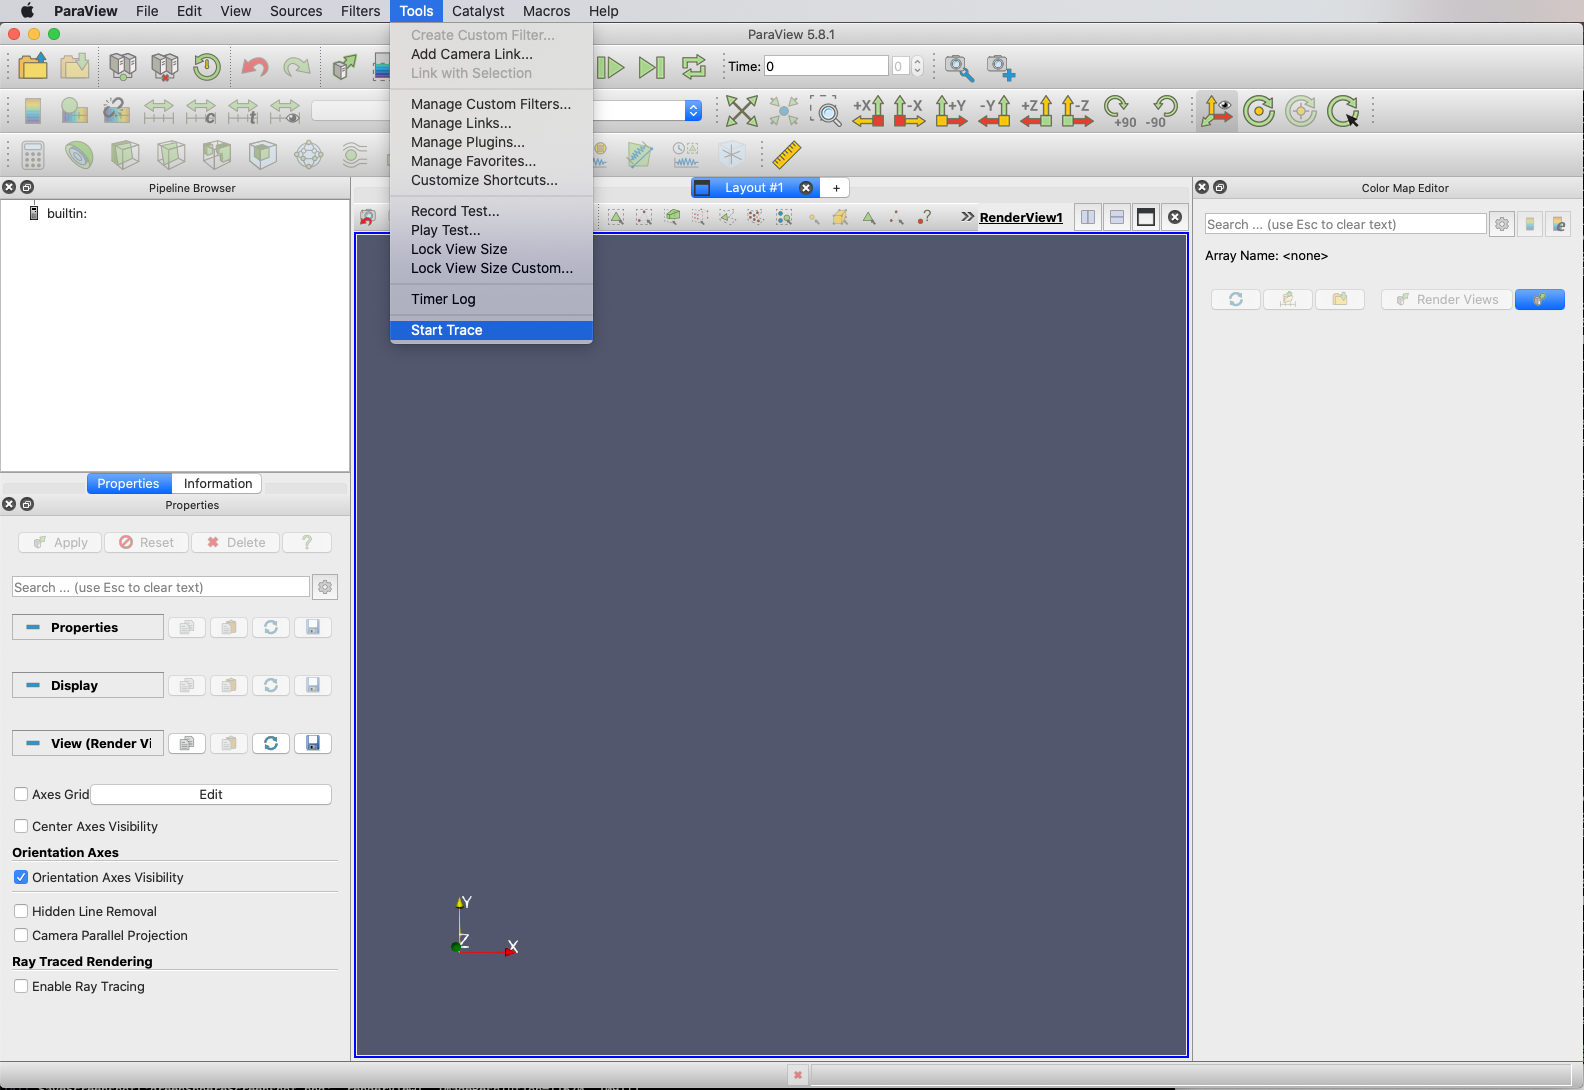 ParaView File Edit View Sources Filters Tools Catalyst Macros Help
ParaView 5.8.1
Create Custom Filter...
Add Camera Link...
Link with Selection
Manage Custom Filters...
Manage Links...
Manage Plugins...
Manage Favorites...
Customize Shortcuts...
Record Test...
Play Test...
Lock View Size
Lock View Size Custom...
Timer Log
Start Trace
Time: 0 0
+X -X +Y -Y +Z -Z +90 -90
Pipeline Browser
builtin:
Layout #1 +
RenderView1
Color Map Editor
Search ... (use Esc to clear text)
Array Name: <none>
Render Views
Properties Information
Properties
Apply Reset Delete ?
Search ... (use Esc to clear text)
Properties
Display
View (Render Vi
Axes Grid Edit
Center Axes Visibility
Orientation Axes
Orientation Axes Visibility
Hidden Line Removal
Camera Parallel Projection
Ray Traced Rendering
Enable Ray Tracing
Y
Z
X